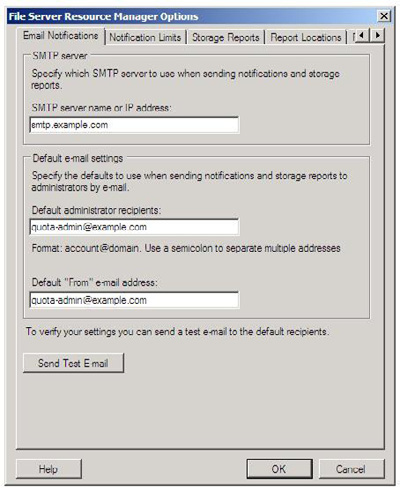 File Server Resource Manager Options
Email Notifications
Notification Limits
Storage Reports
Report Locations
SMTP server
Specify which SMTP server to use when sending notifications and storage
reports.
SMTP server name or IP address:
smtp.example.com
Default e-mail settings
Specify the defaults to use when sending notifications and storage reports to
administrators by e-mail.
Default administrator recipients:
quota-admin@example.com
Format: account@domain. Use a semicolon to separate multiple addresses
Default "From" e-mail address:
quota-admin@example.com
To verify your settings you can send a test e-mail to the default recipients.
Send Test E-mail
Help
OK
Cancel